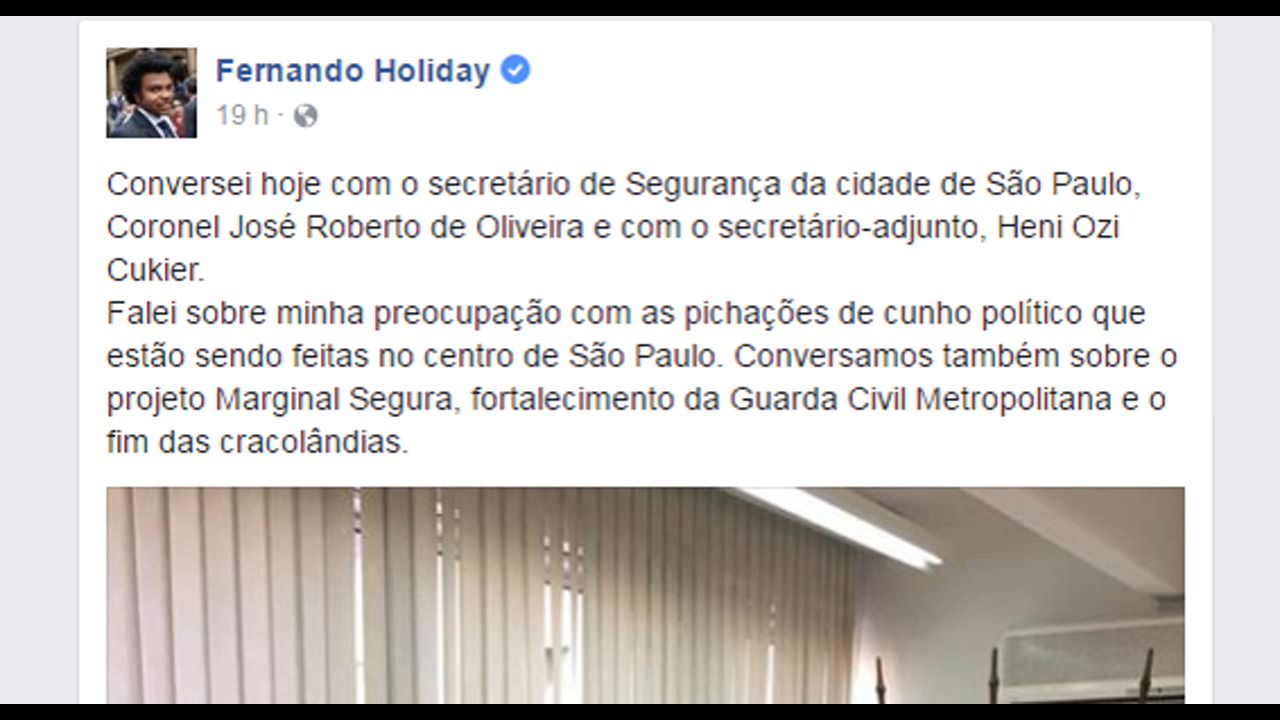 Fernando Holiday
19 h ·
Conversei hoje com o secretário de Segurança da cidade de São Paulo,
Coronel José Roberto de Oliveira e com o secretário-adjunto, Heni Ozi
Cukier.
Falei sobre minha preocupação com as pichações de cunho político que
estão sendo feitas no centro de São Paulo. Conversamos também sobre o
projeto Marginal Segura, fortalecimento da Guarda Civil Metropolitana e o
fim das cracolândias.